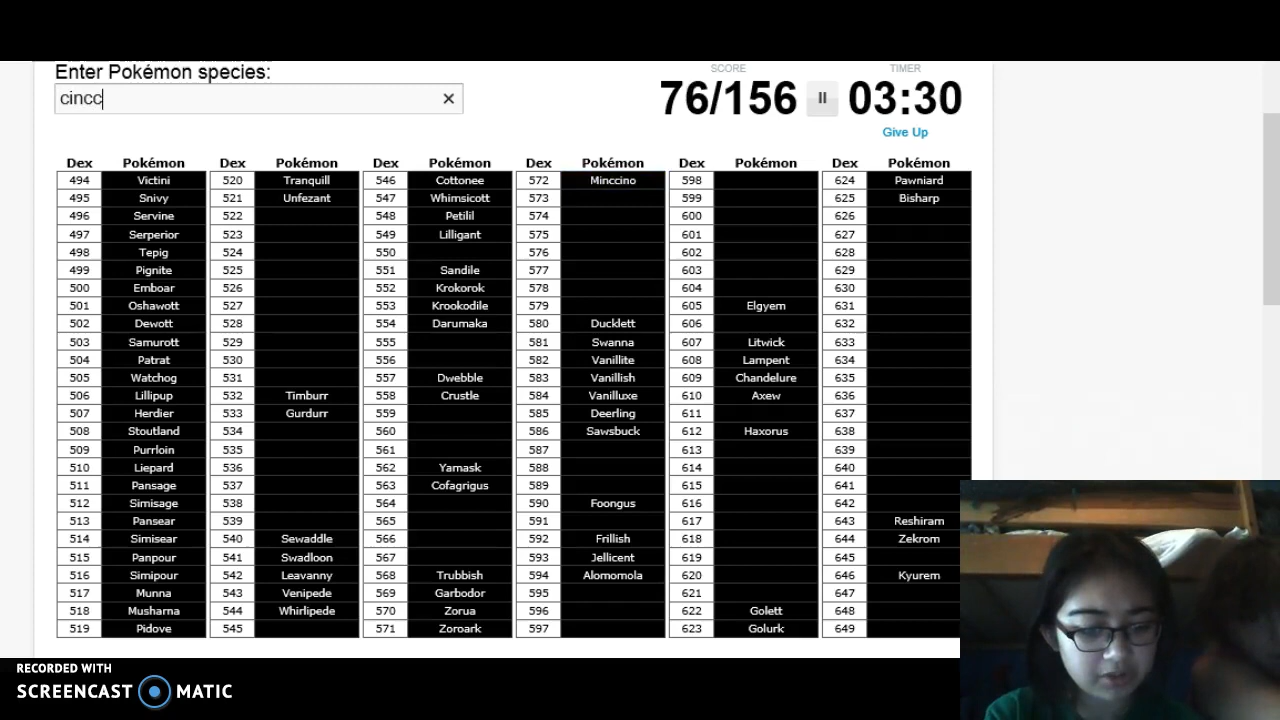 Enter Pokémon species:
cincc ×
SCORE TIMER
76/156 03:30
Give Up
Dex Pokémon Dex Pokémon Dex Pokémon Dex Pokémon Dex Pokémon Dex Pokémon
494 Victini 520 Tranquill 546 Cottonee 572 Minccino 598 624 Pawniard
495 Snivy 521 Unfezant 547 Whimsicott 573 599 625 Bisharp
496 Servine 522 548 Petilil 574 600 626
497 Serperior 523 549 Lilligant 575 601 627
498 Tepig 524 550 576 602 628
499 Pignite 525 551 Sandile 577 603 629
500 Emboar 526 552 Krokorok 578 604 630
501 Oshawott 527 553 Krookodile 579 605 Elgyem 631
502 Dewott 528 554 Darumaka 580 Ducklett 606 632
503 Samurott 529 555 581 Swanna 607 Litwick 633
504 Patrat 530 556 582 Vanillite 608 Lampent 634
505 Watchog 531 557 Dwebble 583 Vanillish 609 Chandelure 635
506 Lillipup 532 Timburr 558 Crustle 584 Vanilluxe 610 Axew 636
507 Herdier 533 Gurdurr 559 585 Deerling 611 637
508 Stoutland 534 560 586 Sawsbuck 612 Haxorus 638
509 Purrloin 535 561 587 613 639
510 Liepard 536 562 Yamask 588 614 640
511 Pansage 537 563 Cofagrigus 589 615 641
512 Simisage 538 564 590 Foongus 616 642
513 Pansear 539 565 591 617 643 Reshiram
514 Simisear 540 Sewaddle 566 592 Frillish 618 644 Zekrom
515 Panpour 541 Swadloon 567 593 Jellicent 619 645
516 Simipour 542 Leavanny 568 Trubbish 594 Alomomola 620 646 Kyurem
517 Munna 543 Venipede 569 Garbodor 595 621 647
518 Musharna 544 Whirlipede 570 Zorua 596 622 Golett 648
519 Pidove 545 571 Zoroark 597 623 Golurk 649
RECORDED WITH
SCREENCAST MATIC